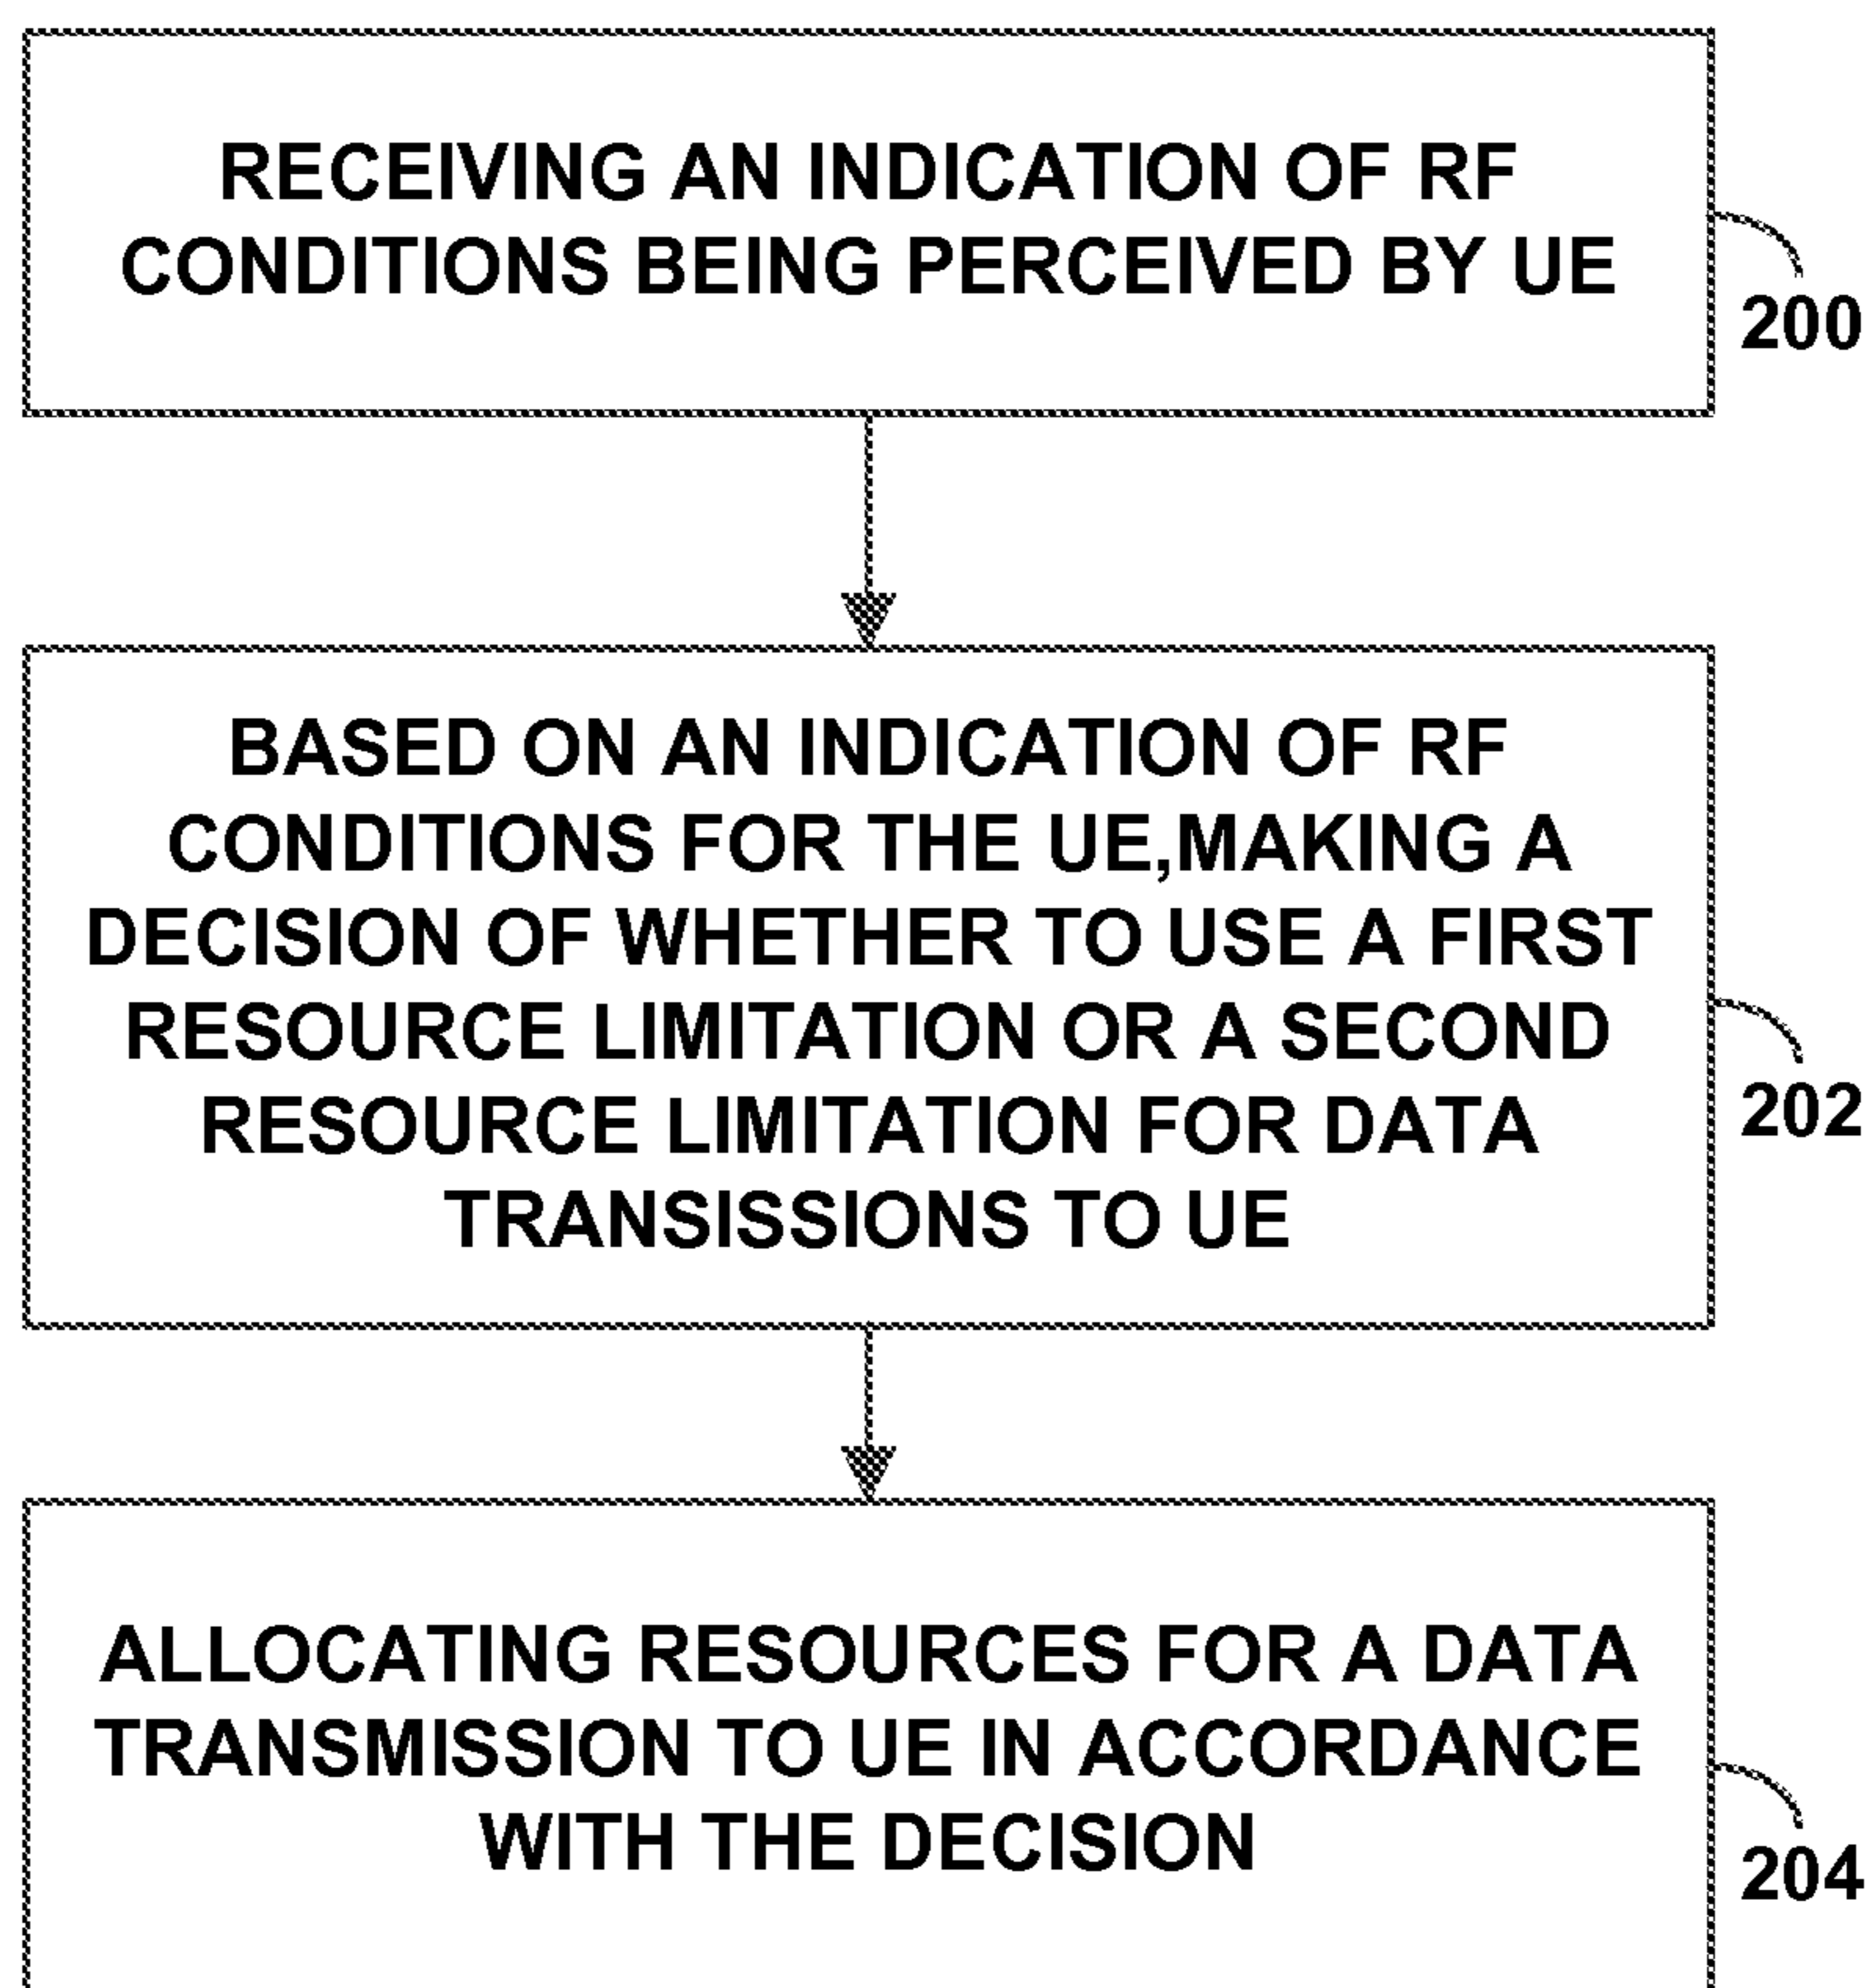 RECEIVING AN INDICATION OF RF
CONDITIONS BEING PERCEIVED BY UE
200
BASED ON AN INDICATION OF RF
CONDITIONS FOR THE UE,MAKING A
DECISION OF WHETHER TO USE A FIRST
RESOURCE LIMITATION OR A SECOND
RESOURCE LIMITATION FOR DATA
TRANSISSIONS TO UE
202
ALLOCATING RESOURCES FOR A DATA
TRANSMISSION TO UE IN ACCORDANCE
WITH THE DECISION
204